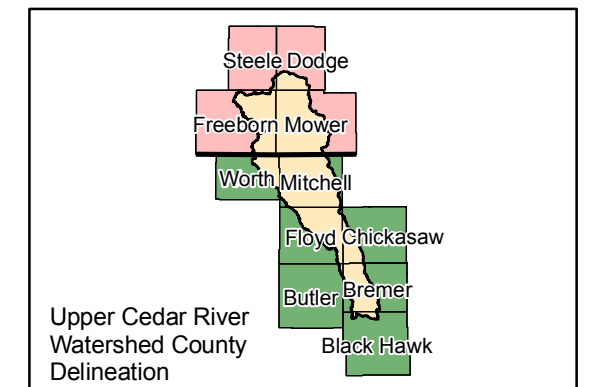 Steele Dodge
Freeborn Mower
Worth Mitchell
Floyd Chickasaw
Butler Bremer
Black Hawk
Upper Cedar River
Watershed County
Delineation